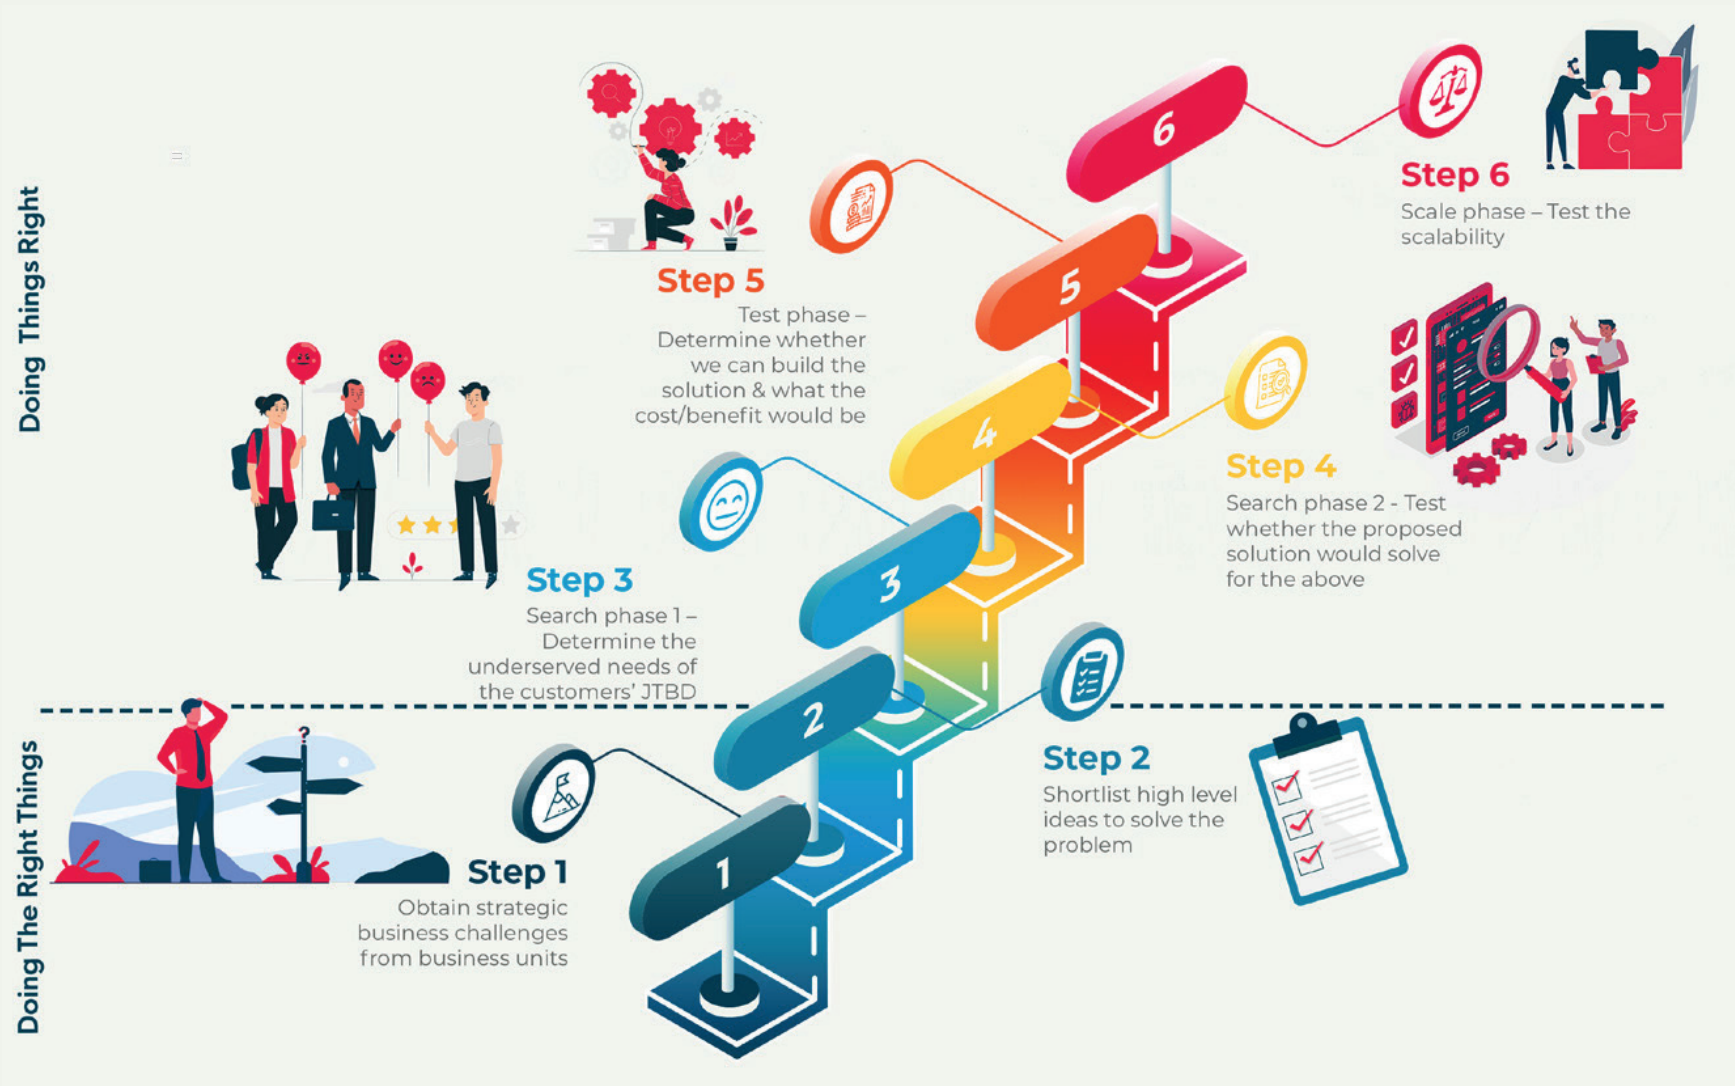 Doing Things Right
Doing The Right Things
1
Step 1
Obtain strategic
business challenges
from business units
2
Step 2
Shortlist high level
ideas to solve the
problem
3
Step 3
Search phase 1 –
Determine the
underserved needs of
the customers' JTBD
4
Step 4
Search phase 2 - Test
whether the proposed
solution would solve
for the above
5
Step 5
Test phase –
Determine whether
we can build the
solution & what the
cost/benefit would be
6
Step 6
Scale phase – Test the
scalability
?